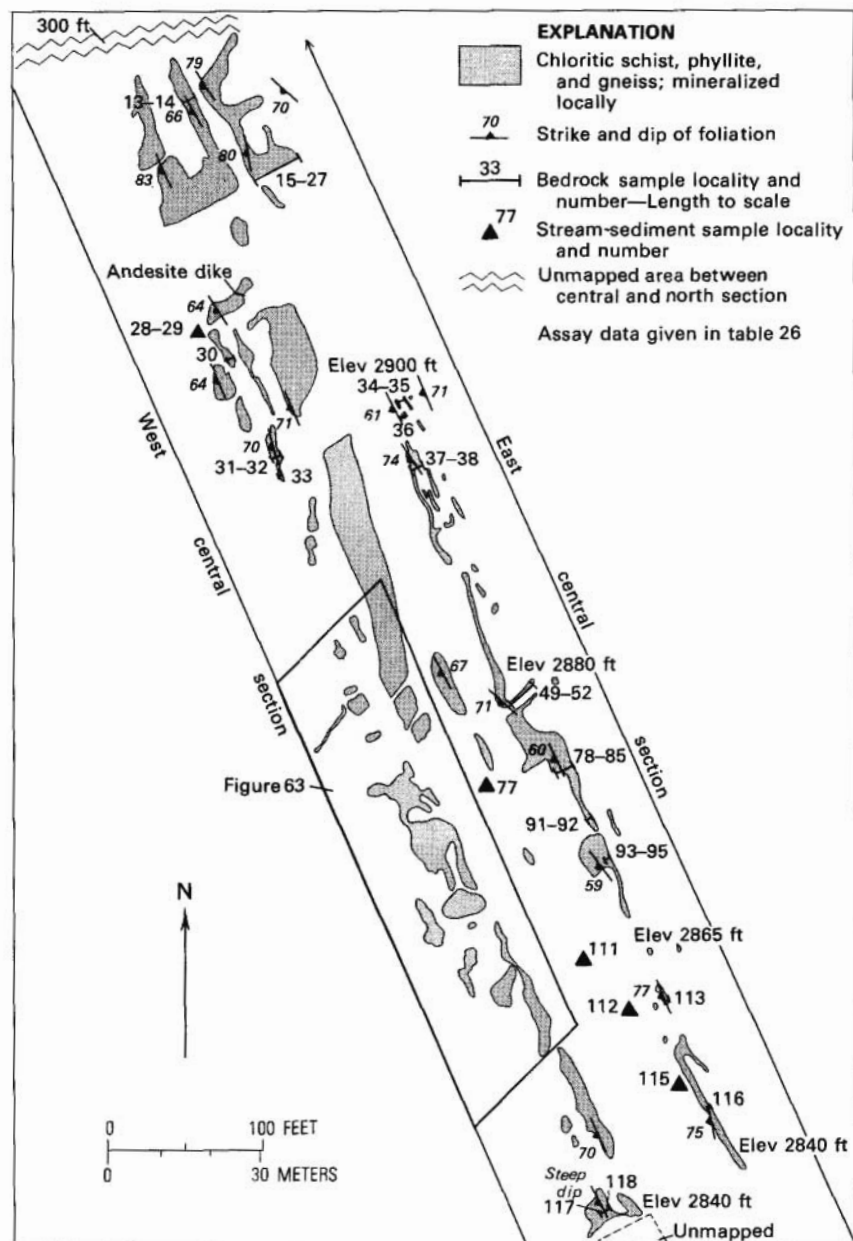 300 ft
EXPLANATION
Chloritic schist, phyllite,
and gneiss; mineralized
locally
70
Strike and dip of foliation
33
Bedrock sample locality and
number—Length to scale
77
Stream-sediment sample locality
and number
Unmapped area between
central and north section
Assay data given in table 26
79
13–14
66
70
80
83
15–27
Andesite dike
64
28–29
30
64
Elev 2900 ft
34–35
71
61
36
71
70
31–32
33
74
37–38
West
central
section
East
central
section
67
Elev 2880 ft
49–52
71
60
78–85
Figure 63
77
91–92
93–95
59
N
Elev 2865 ft
111
77
113
112
115
116
75
Elev 2840 ft
0 100 FEET
0 30 METERS
70
Steep
dip
118
117
Elev 2840 ft
Unmapped